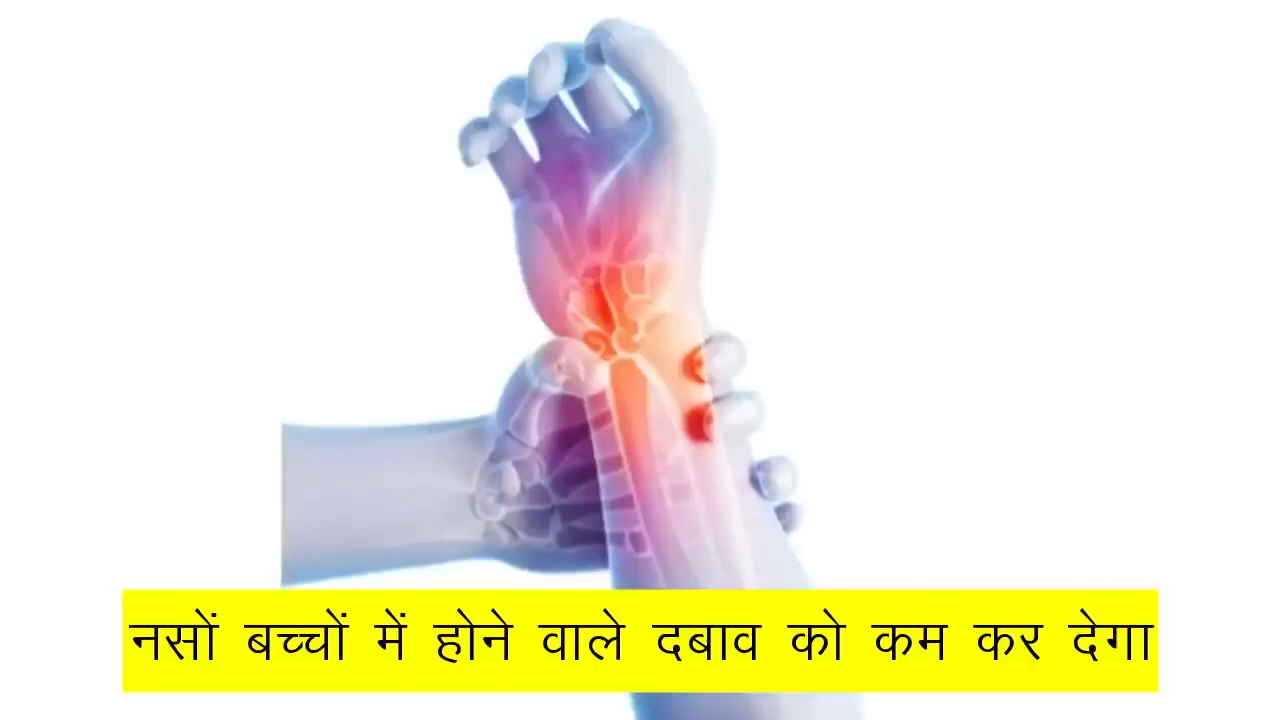 नसों बच्चों में होने वाले दबाव को कम कर देगा